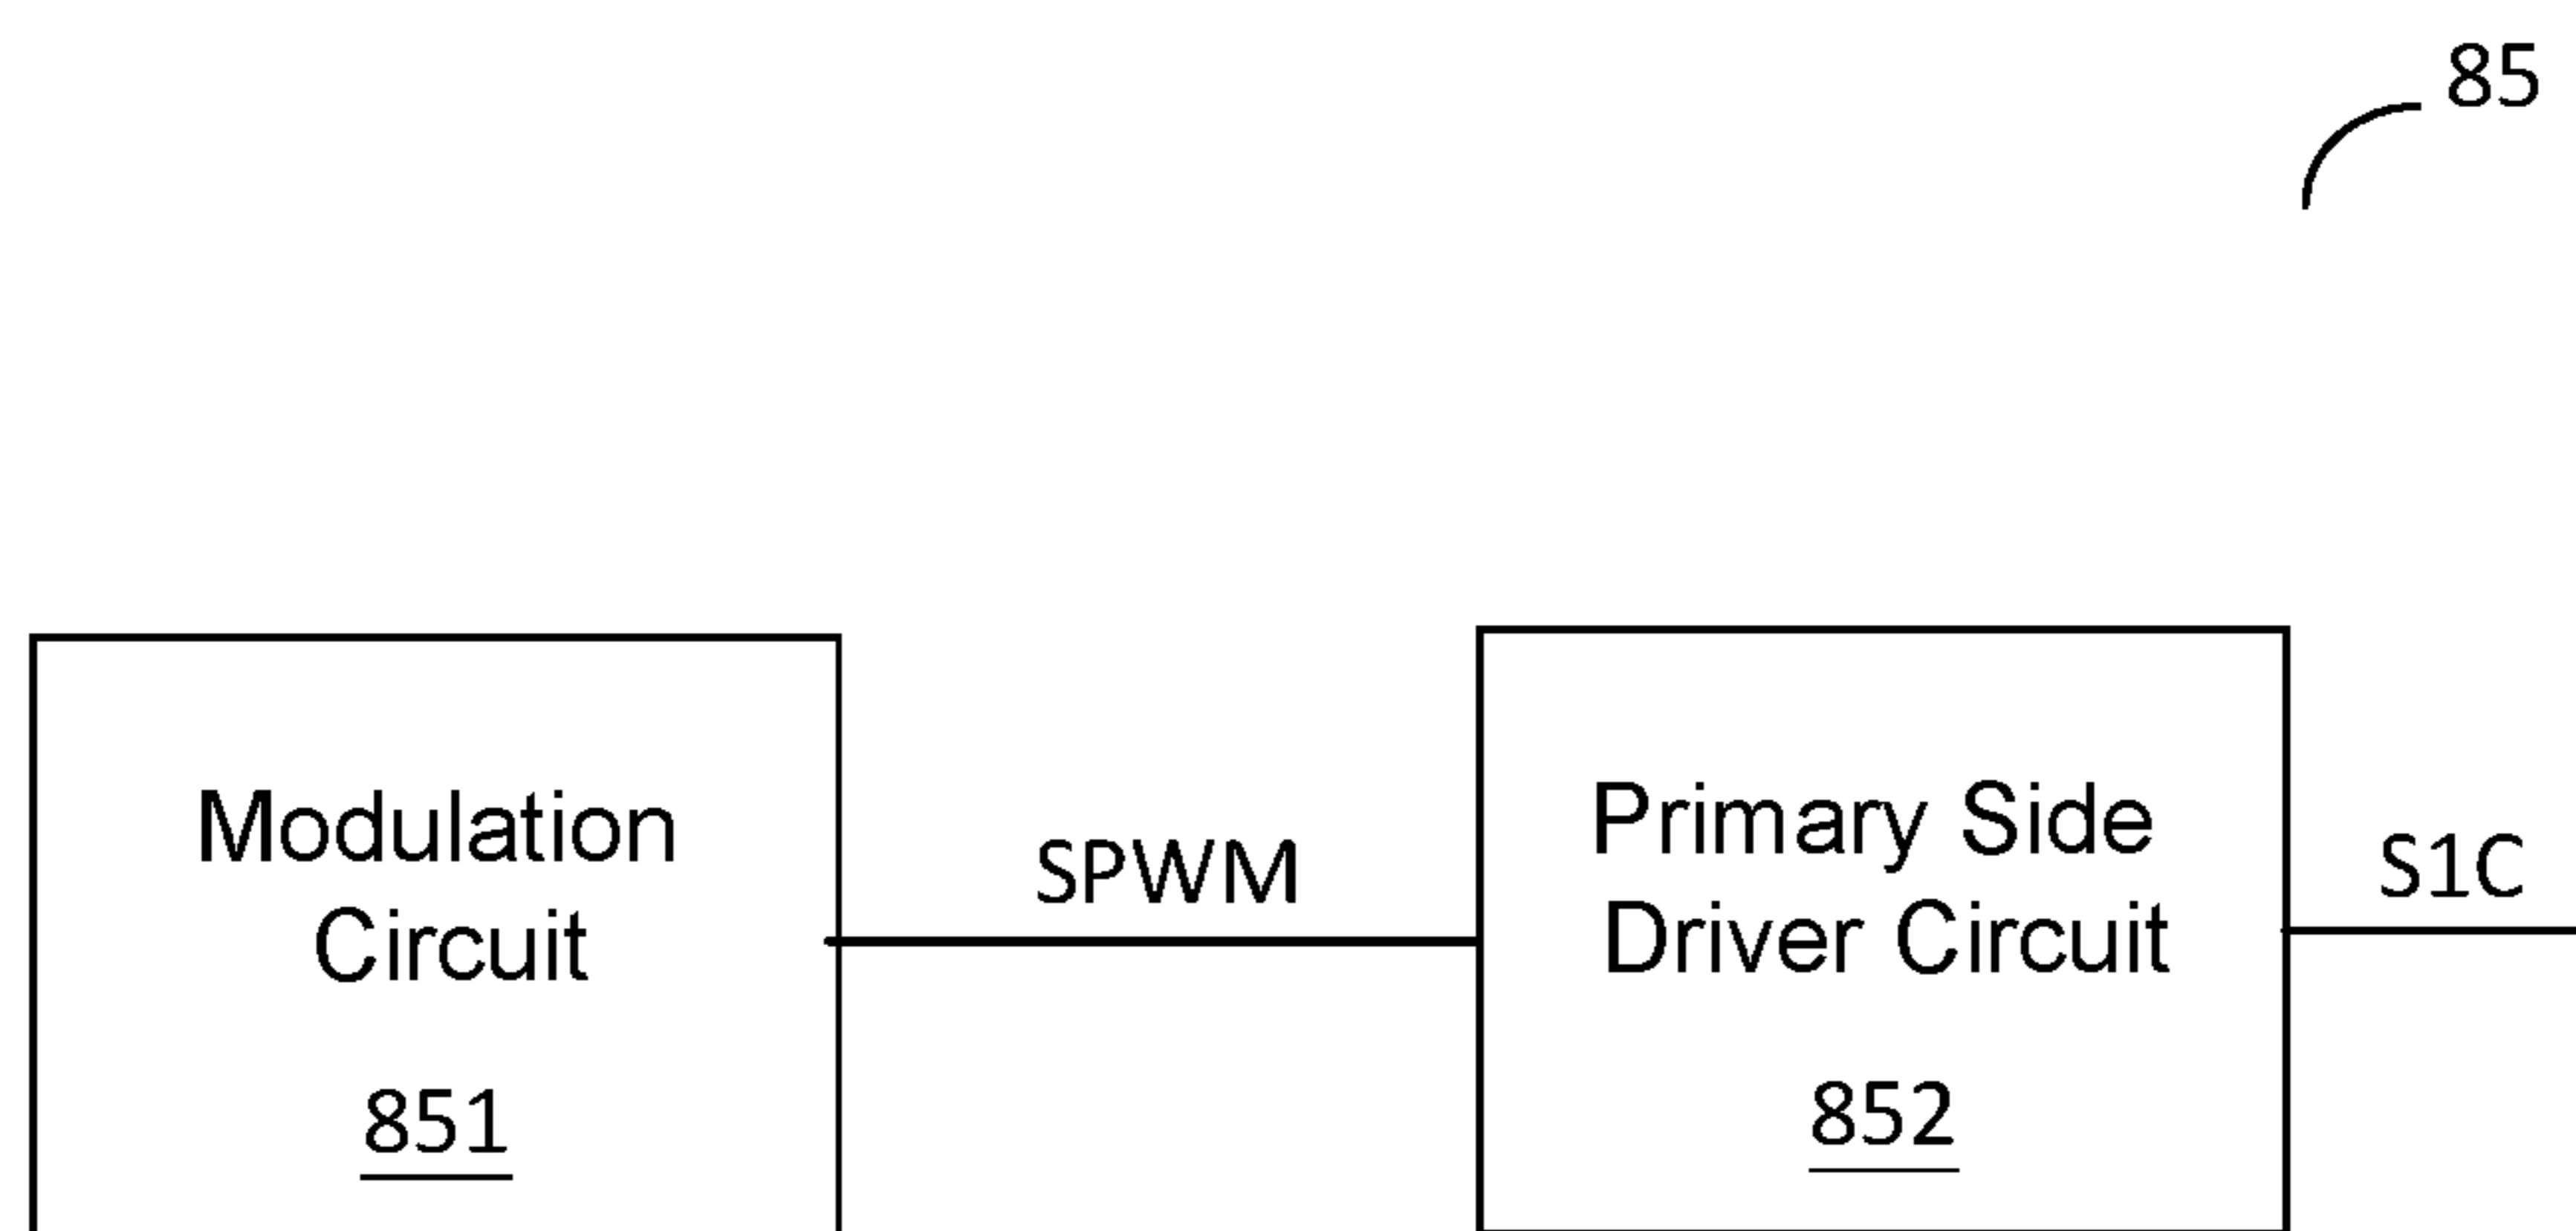 85
Modulation
Circuit
851
SPWM
Primary Side
Driver Circuit
852
S1C